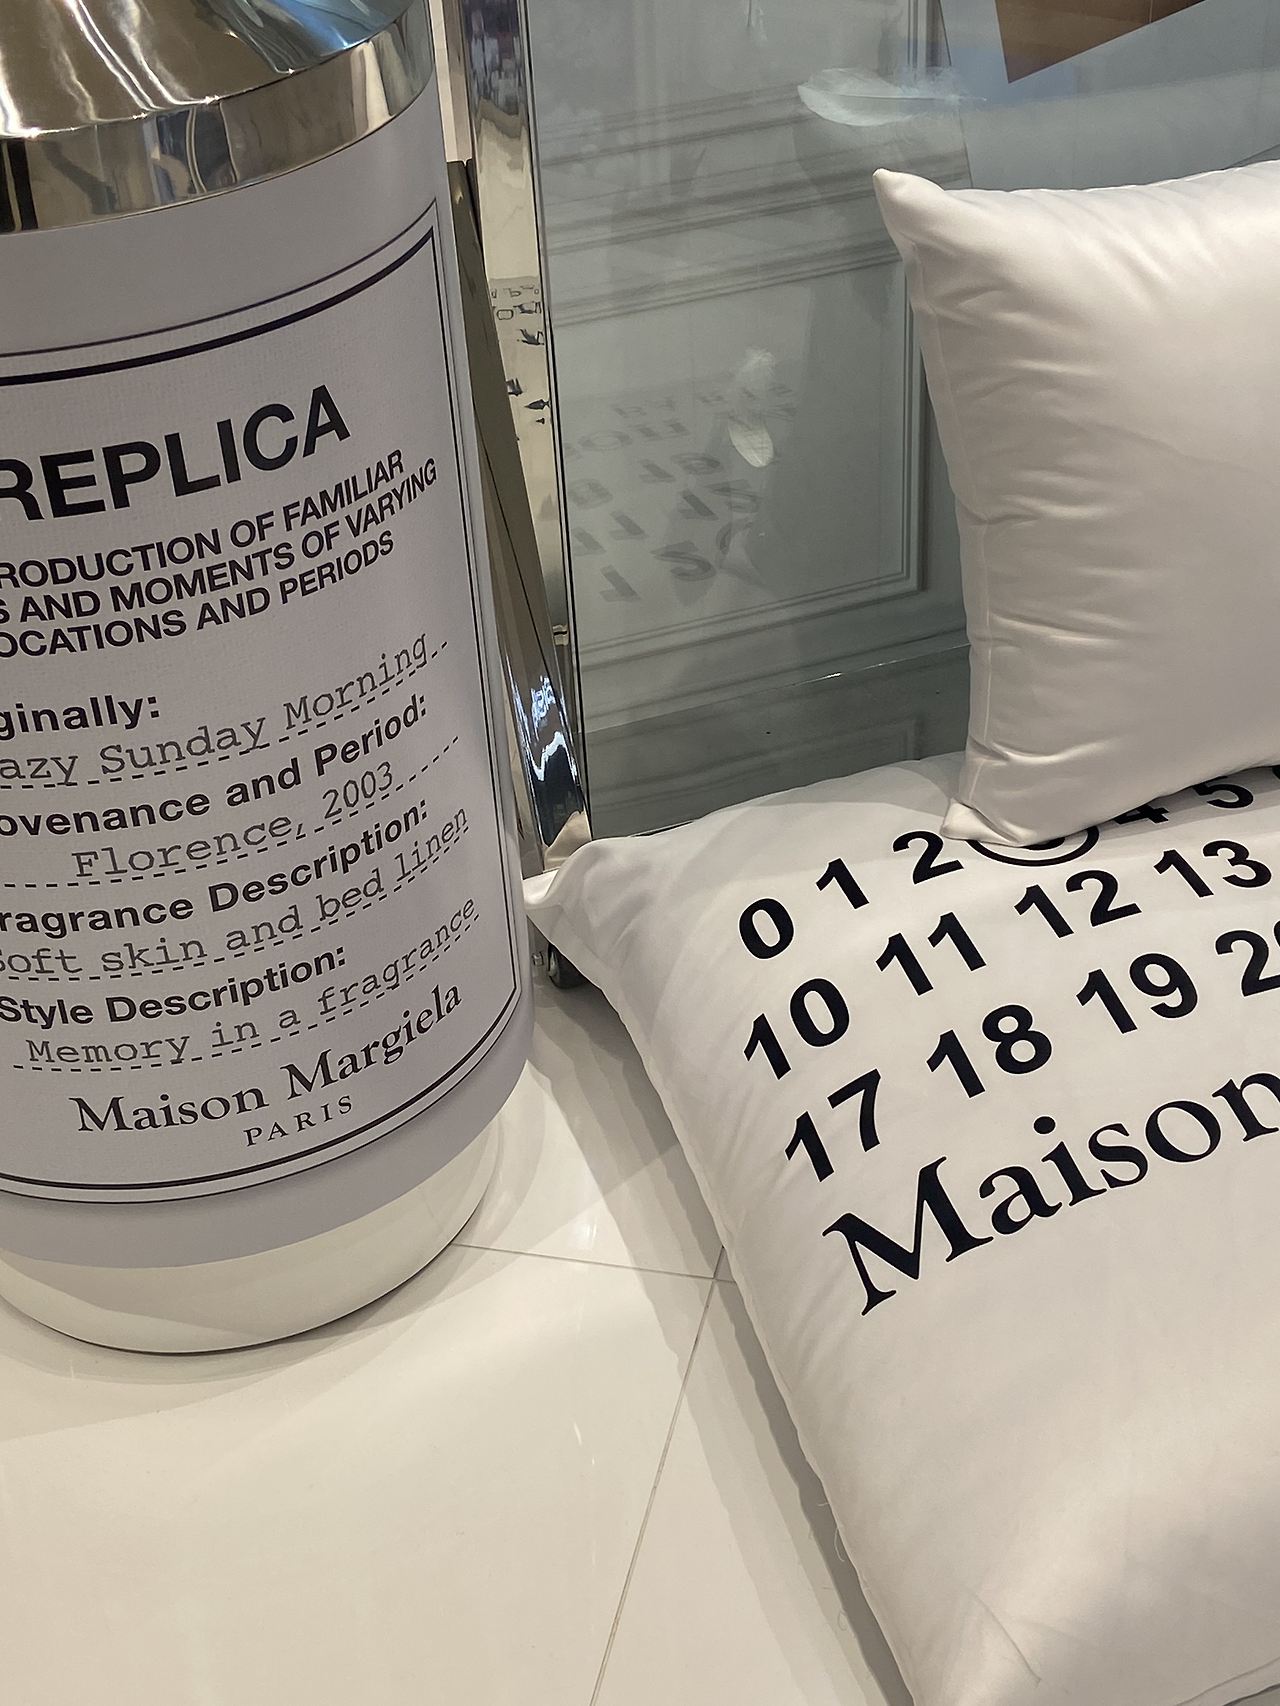 REPLICA
RODUCTION OF FAMILIAR
S AND MOMENTS OF VARYING
OCATIONS AND PERIODS
ginally:
azy Sunday Morning
ovenance and Period:
Florence, 2003
ragrance Description:
Soft skin and bed linen
Style Description:
Memory in a fragrance
Maison Margiela
PARIS
0 1 2 4 5
10 11 12 13
17 18 19 20
Maison